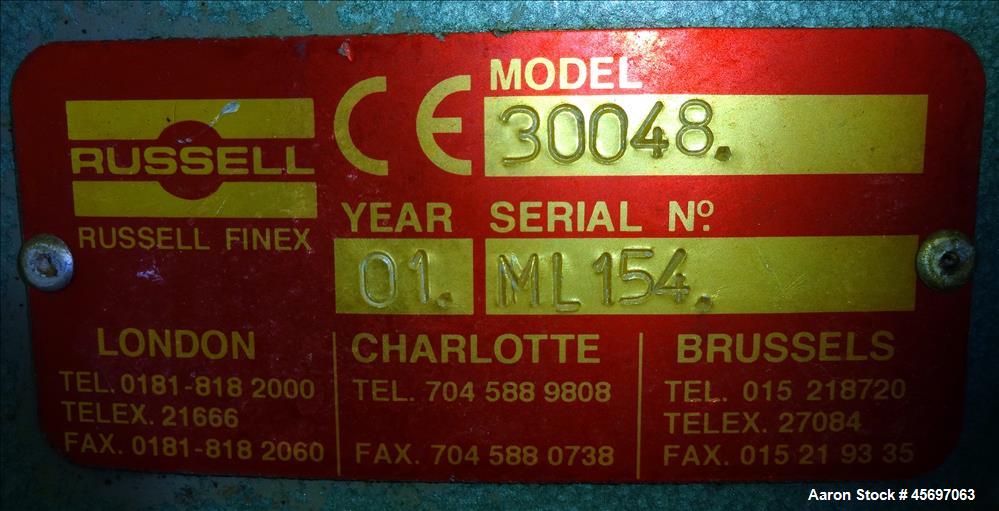 RUSSELL
RUSSELL FINEX
CE
MODEL
30048.
YEAR
01.
SERIAL Nº.
ML154.
LONDON
TEL. 0181-818 2000
TELEX. 21666
FAX. 0181-818 2060
CHARLOTTE
TEL. 704 588 9808
FAX. 704 588 0738
BRUSSELS
TEL. 015 218720
TELEX. 27084
FAX. 015 21 93 35
Aaron Stock # 45697063